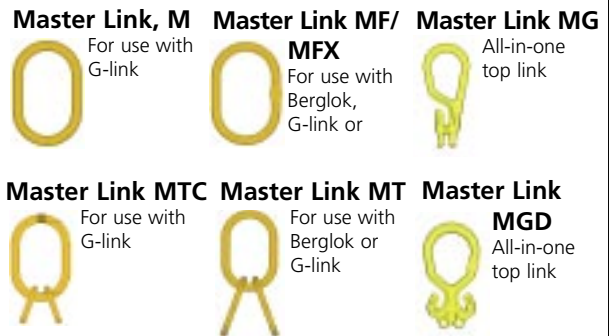 Master Link, M
For use with
G-link
Master Link MF/
MFX
For use with
Berglok,
G-link or
Master Link MG
All-in-one
top link
Master Link MTC
For use with
G-link
Master Link MT
For use with
Berglok or
G-link
Master Link
MGD
All-in-one
top link